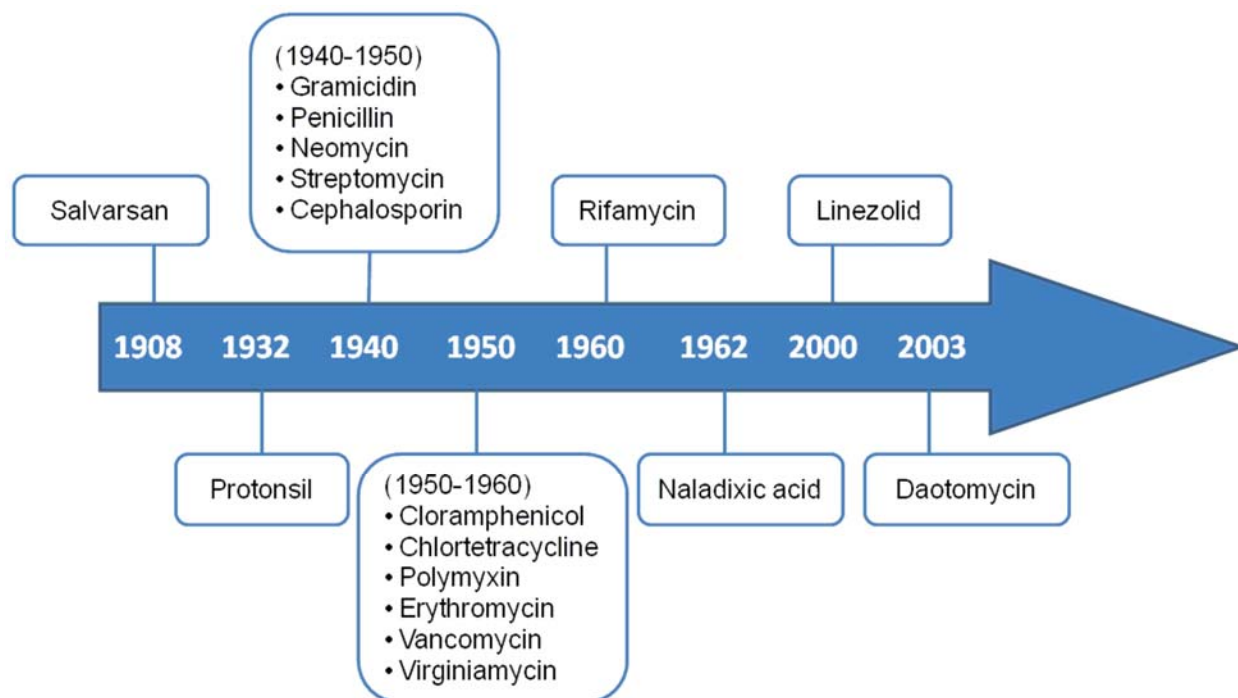 (1940-1950)
• Gramicidin
• Penicillin
• Neomycin
• Streptomycin
• Cephalosporin
Salvarsan
Rifamycin
Linezolid
1908 1932 1940 1950 1960 1962 2000 2003
Protonsil
(1950-1960)
• Cloramphenicol
• Chlortetracycline
• Polymyxin
• Erythromycin
• Vancomycin
• Virginiamycin
Naladixic acid
Daotomycin